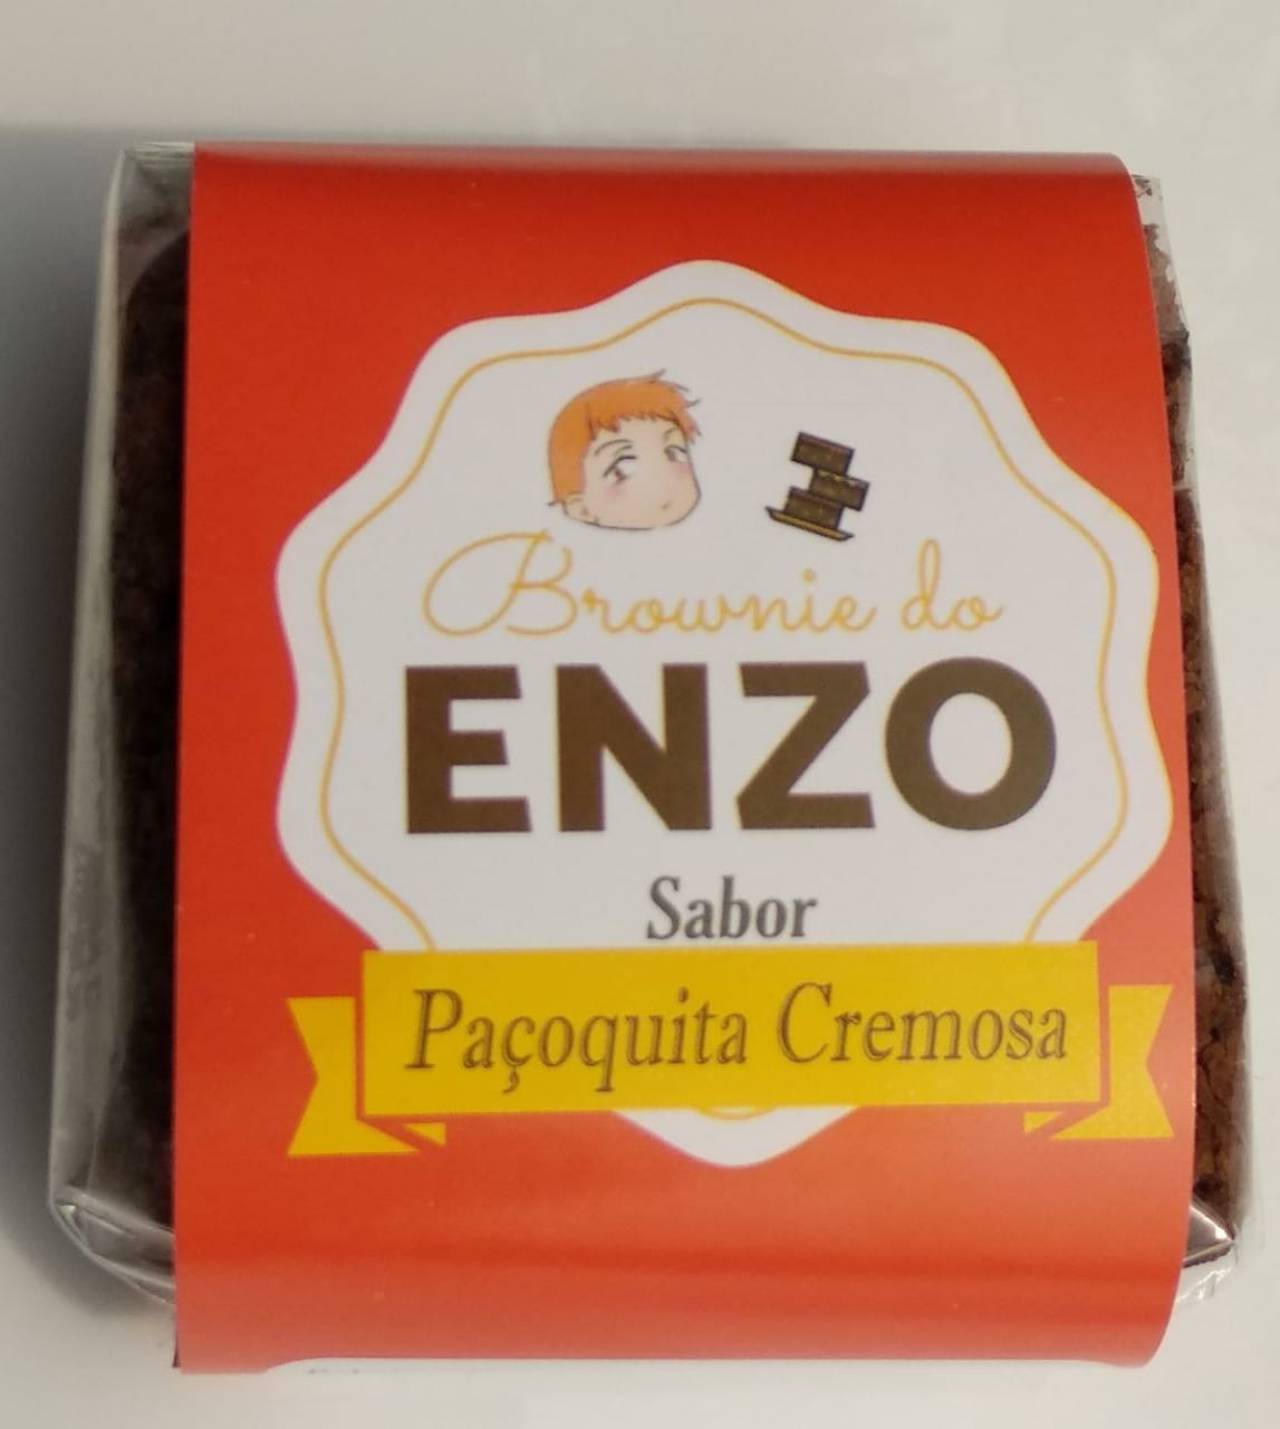 Brownie do
ENZO
Sabor
Paçoquita Cremosa